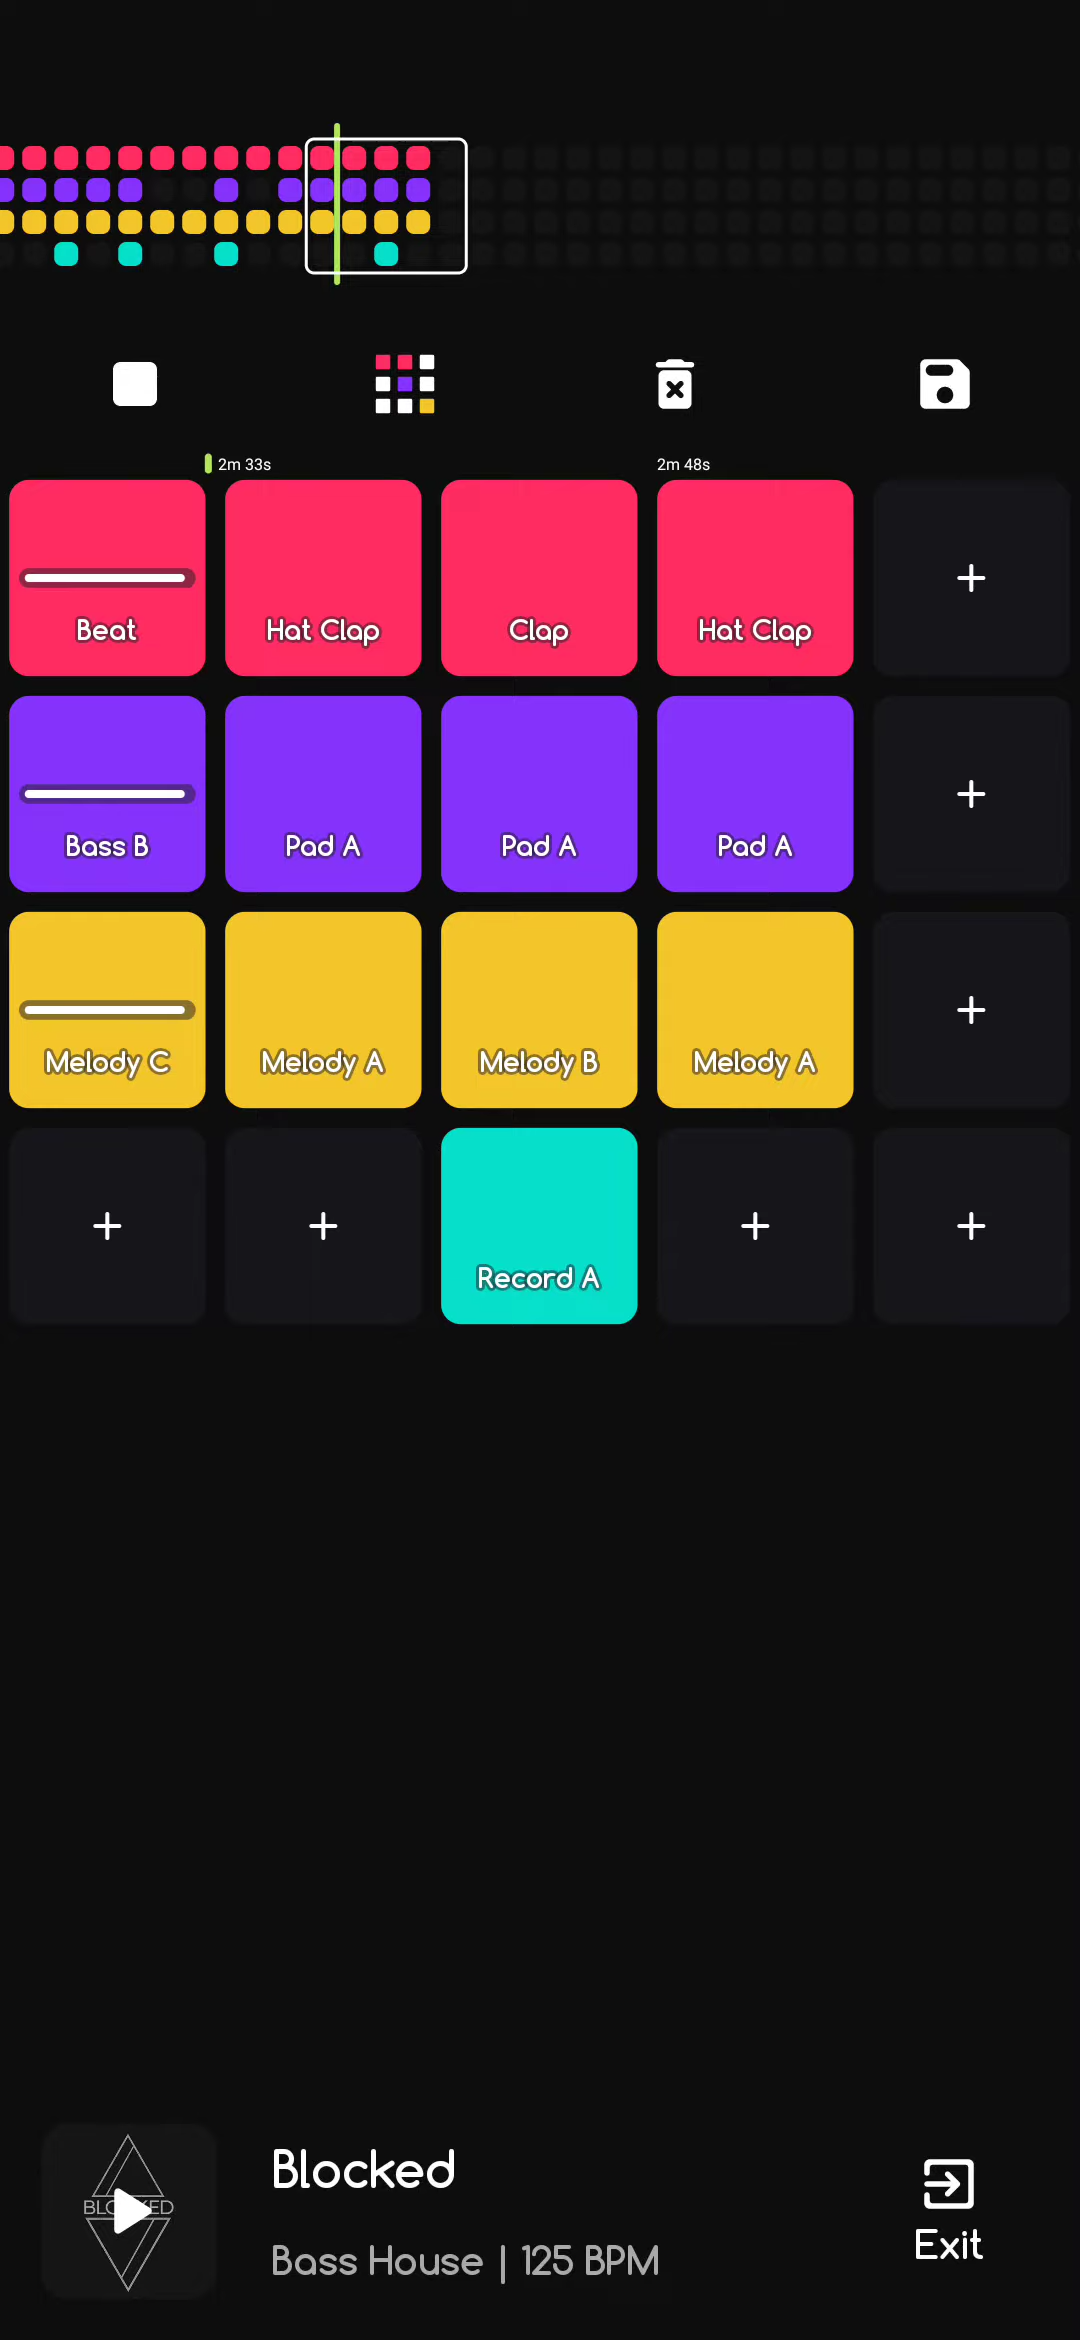 2m 33s 2m 48s
Beat Hat Clap Clap Hat Clap
Bass B Pad A Pad A Pad A
Melody C Melody A Melody B Melody A
Record A
Blocked
Bass House | 125 BPM
Exit